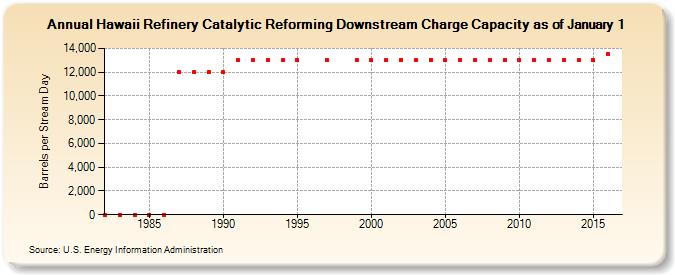 Annual Hawaii Refinery Catalytic Reforming Downstream Charge Capacity as of January 1
Barrels per Stream Day
14,000
12,000
10,000
8,000
6,000
4,000
2,000
0
1985 1990 1995 2000 2005 2010 2015
Source: U.S. Energy Information Administration